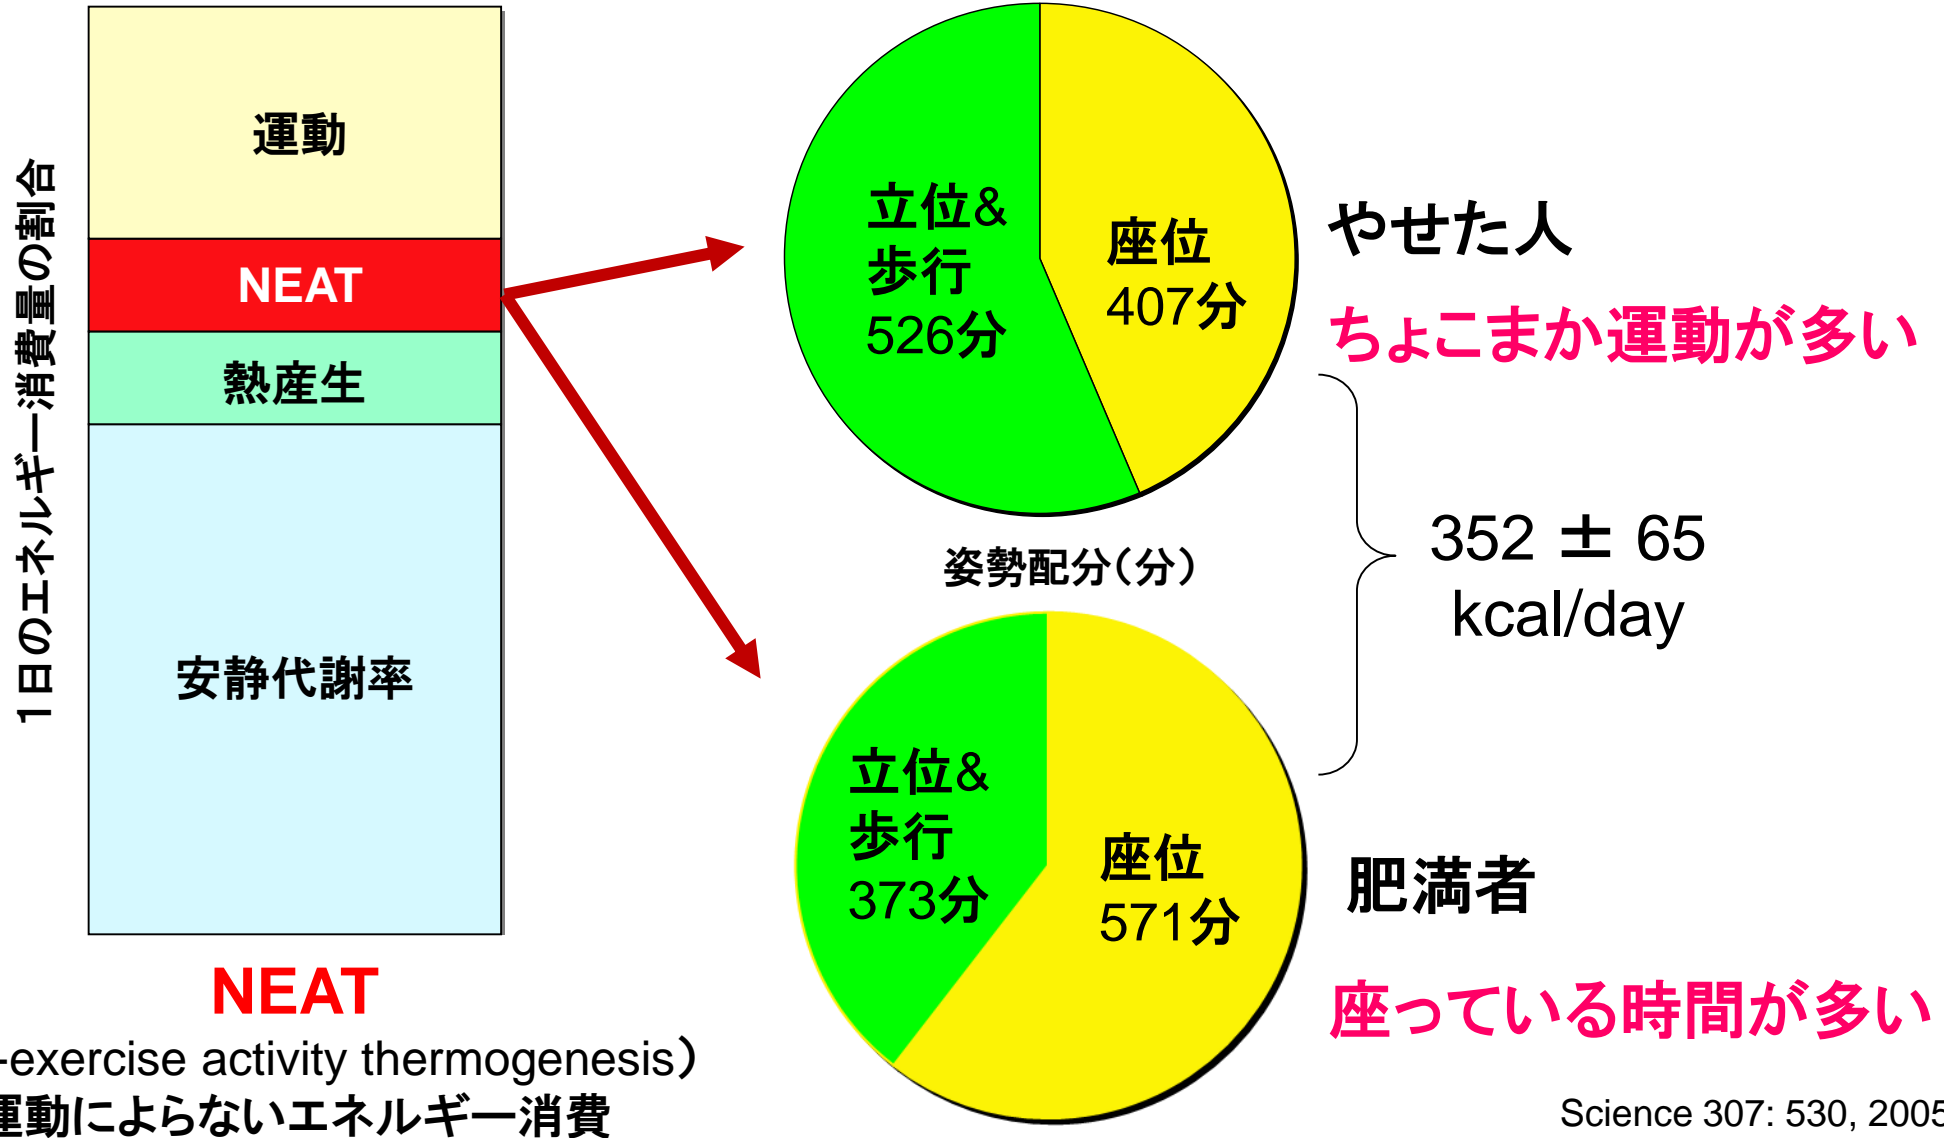 1日のエネルギー消費量の割合
運動
NEAT
熱産生
安静代謝率
NEAT
-exercise activity thermogenesis）
運動によらないエネルギー消費
立位&
歩行
526分
座位
407分
やせた人
ちょこまか運動が多い
姿勢配分（分）
352 ± 65
kcal/day
立位&
歩行
373分
座位
571分
肥満者
座っている時間が多い
Science 307: 530, 2005